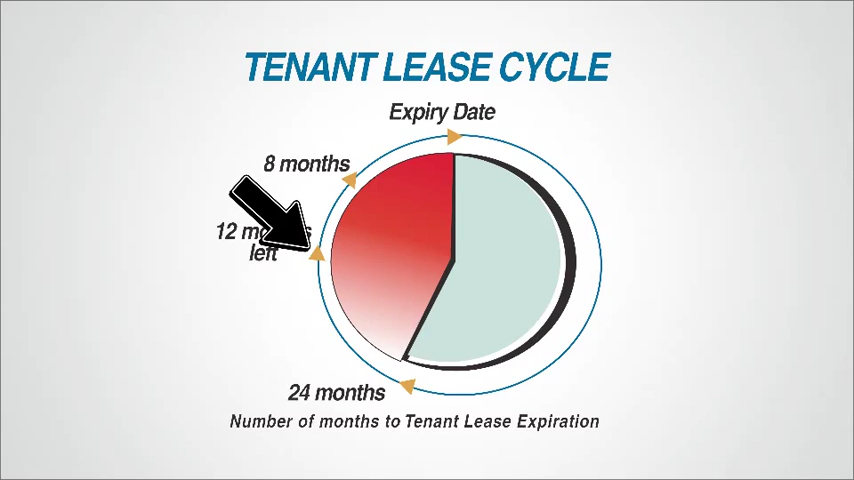 TENANT LEASE CYCLE
Expiry Date
8 months
12
left
24 months
Number of months to Tenant Lease Expiration